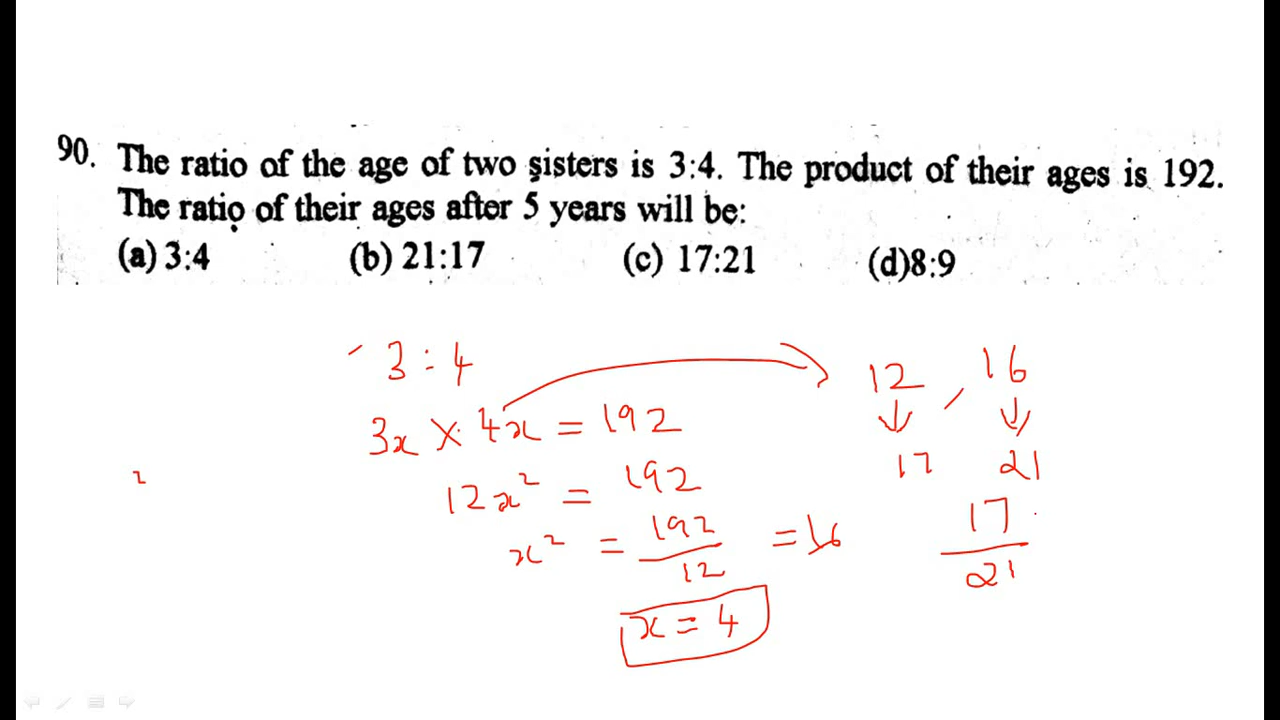 90. The ratio of the age of two sisters is 3:4. The product of their ages is 192.
The ratio of their ages after 5 years will be:
(a) 3:4 (b) 21:17 (c) 17:21 (d)8:9
3 : 4
3x × 4x = 192
12x² = 192
x² = 192/12 = 16
x = 4
12, 16
↓ ↓
17 21
17/21